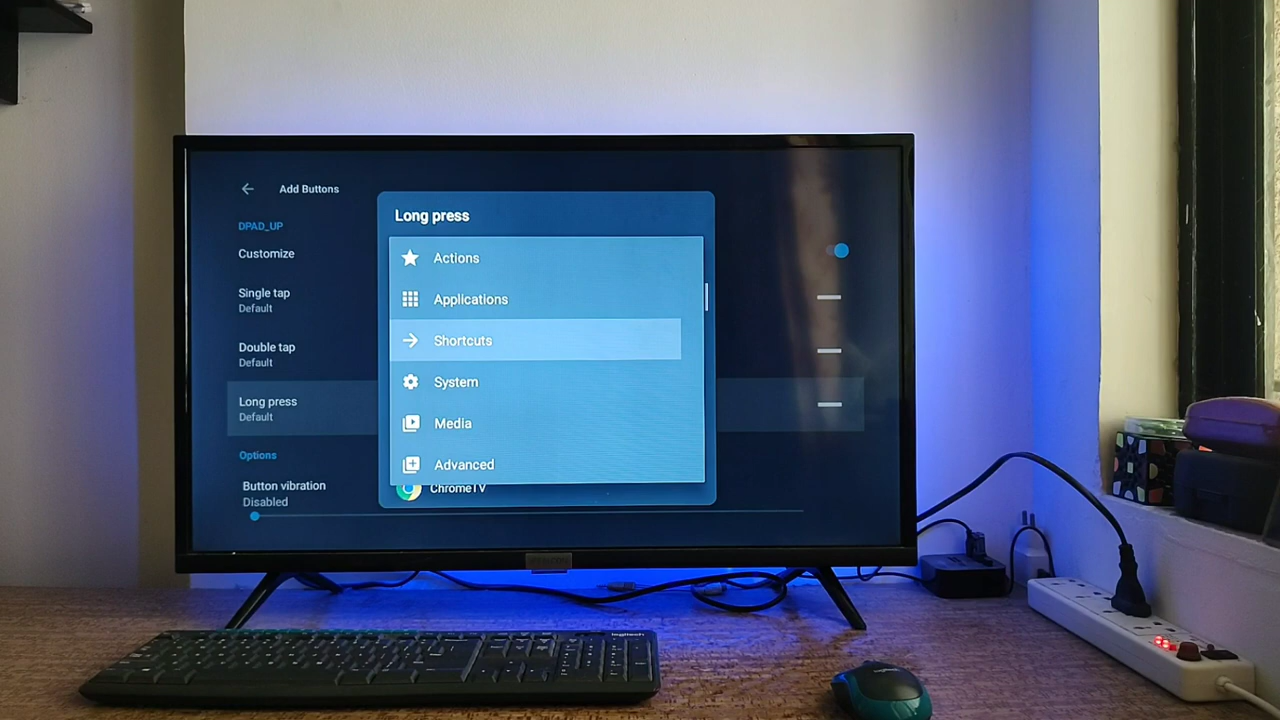 Add Buttons
DPAD_UP
Customize
Single tap
Default
Double tap
Default
Long press
Default
Options
Button vibration
Disabled
Long press
Actions
Applications
Shortcuts
System
Media
Advanced
ChromeTV
logitech